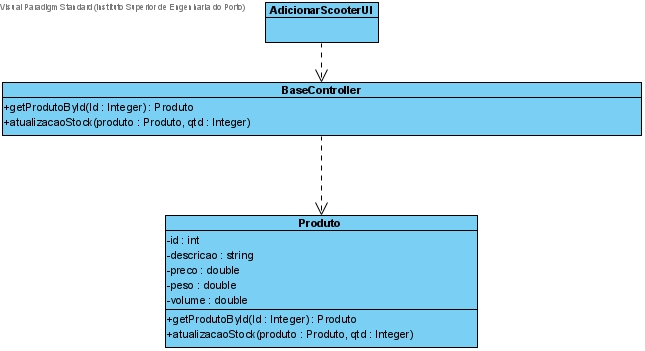 Visual Paradigm Standard (Instituto Superior de Engenharia do Porto)
AdicionarScooterUI
BaseController
+getProdutoById(Id : Integer) : Produto
+atualizacaoStock(produto : Produto, qtd : Integer)
Produto
-id : int
-descricao : string
-preco : double
-peso : double
-volume : double
+getProdutoById(Id : Integer) : Produto
+atualizacaoStock(produto : Produto, qtd : Integer)